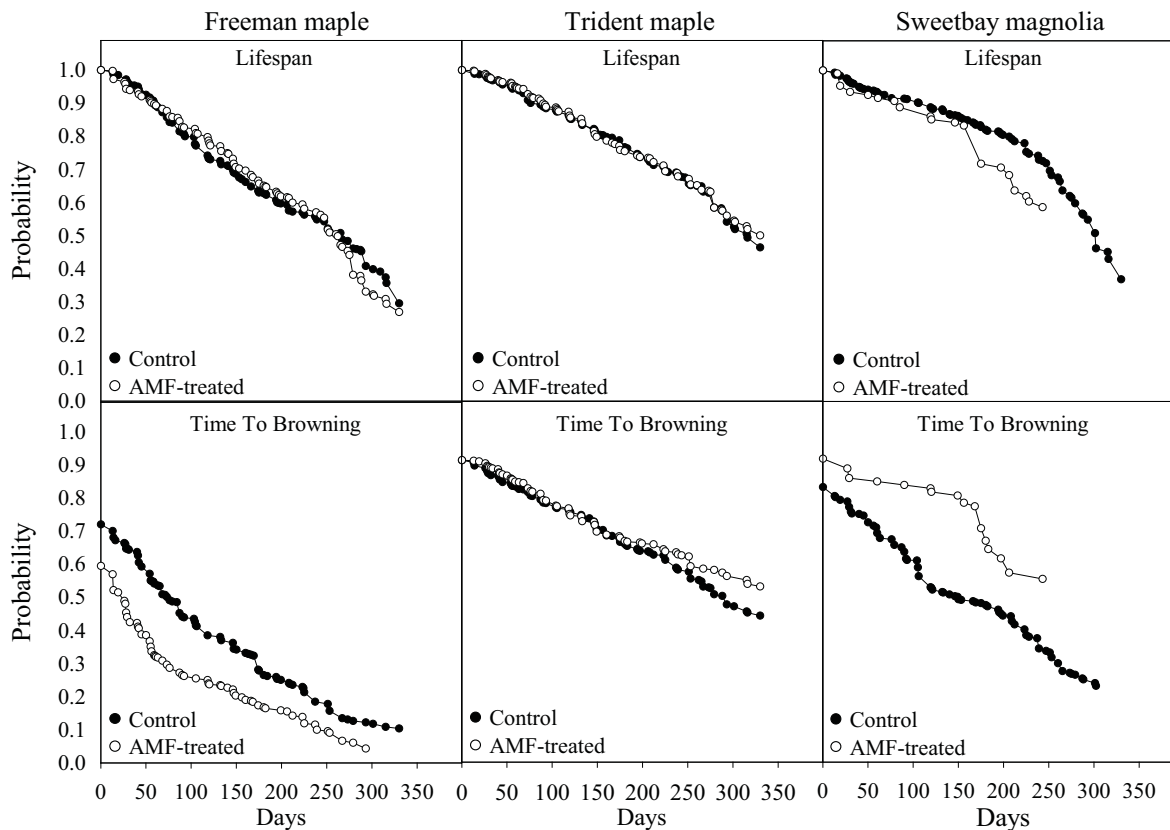 Freeman maple Trident maple Sweetbay magnolia
Lifespan Lifespan Lifespan
1.0
0.9
0.8
0.7
0.6
0.5
0.4
0.3
0.2
0.1
0.0
Probability
Control
AMF-treated
Control
AMF-treated
Control
AMF-treated
Time To Browning Time To Browning Time To Browning
1.0
0.9
0.8
0.7
0.6
0.5
0.4
0.3
0.2
0.1
0.0
Probability
Control
AMF-treated
Control
AMF-treated
Control
AMF-treated
0 50 100 150 200 250 300 350
0 50 100 150 200 250 300 350
0 50 100 150 200 250 300 350
Days Days Days